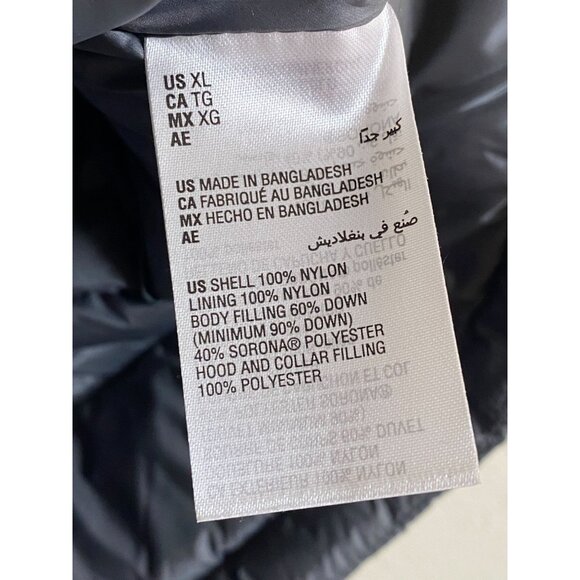 US XL
CA TG
MX XG
AE
كبير جداً
US MADE IN BANGLADESH
CA FABRIQUÉ AU BANGLADESH
MX HECHO EN BANGLADESH
AE
صُنع في بنغلاديش
US SHELL 100% NYLON
LINING 100% NYLON
BODY FILLING 60% DOWN
(MINIMUM 90% DOWN)
40% SORONA® POLYESTER
HOOD AND COLLAR FILLING
100% POLYESTER